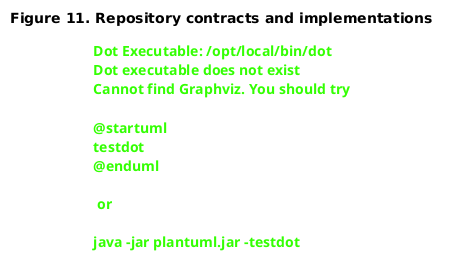 Figure 11. Repository contracts and implementations
Dot Executable: /opt/local/bin/dot
Dot executable does not exist
Cannot find Graphviz. You should try
@startuml
testdot
@enduml
or
java -jar plantuml.jar -testdot